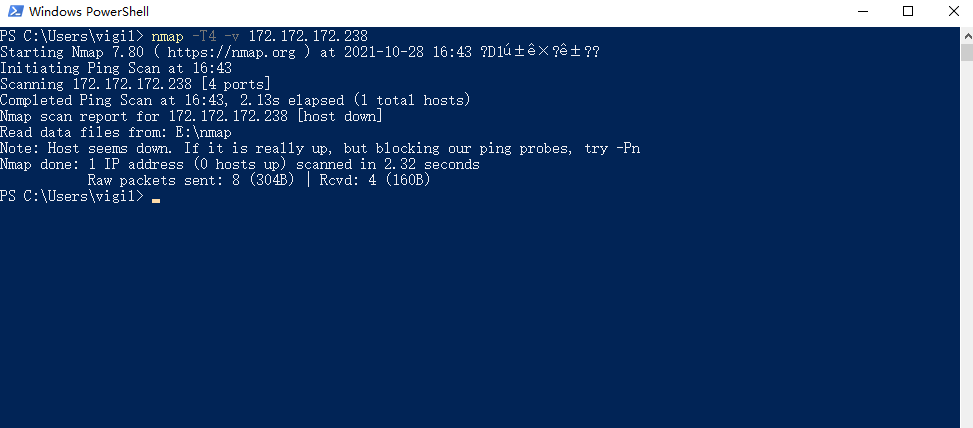 Windows PowerShell
PS C:\Users\vigil> nmap -T4 -v 172.172.172.238
Starting Nmap 7.80 ( https://nmap.org ) at 2021-10-28 16:43 ?D1ú±ê×?ê±??
Initiating Ping Scan at 16:43
Scanning 172.172.172.238 [4 ports]
Completed Ping Scan at 16:43, 2.13s elapsed (1 total hosts)
Nmap scan report for 172.172.172.238 [host down]
Read data files from: E:\nmap
Note: Host seems down. If it is really up, but blocking our ping probes, try -Pn
Nmap done: 1 IP address (0 hosts up) scanned in 2.32 seconds
           Raw packets sent: 8 (304B) | Rcvd: 4 (160B)
PS C:\Users\vigil>